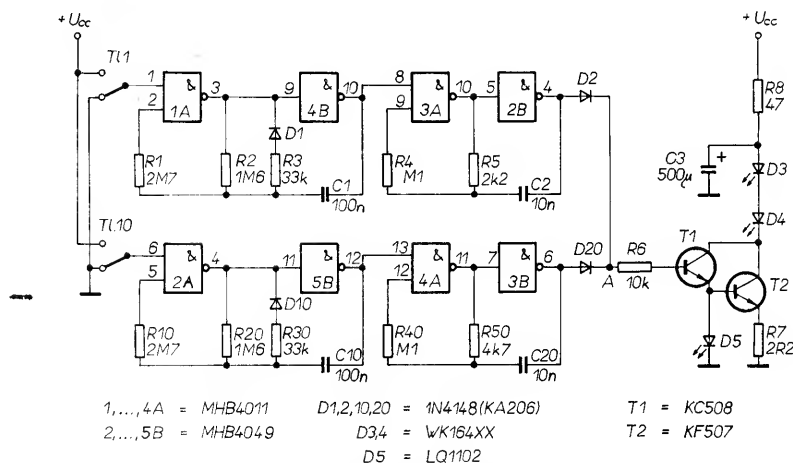 + Ucc
Tl.1
1
2
&
1A
3
9
&
4B
10
8
9
&
3A
10
5
&
2B
4
D2
D1
R1
2M7
R2
1M6
R3
33k
C1
100n
R4
M1
R5
2k2
C2
10n
Tl.10
6
5
&
2A
4
11
&
5B
12
13
12
&
4A
11
7
&
3B
6
D20
A
R6
10k
D10
R10
2M7
R20
1M6
R30
33k
C10
100n
R40
M1
R50
4k7
C20
10n
+ Ucc
R8
47
C3
500µ
+
D3
D4
T1
T2
D5
R7
2R2
1,...,4A = MHB4011
2,...,5B = MHB4049
D1,2,10,20 = 1N4148(KA206)
D3,4 = WK164XX
D5 = LQ1102
T1 = KC508
T2 = KF507